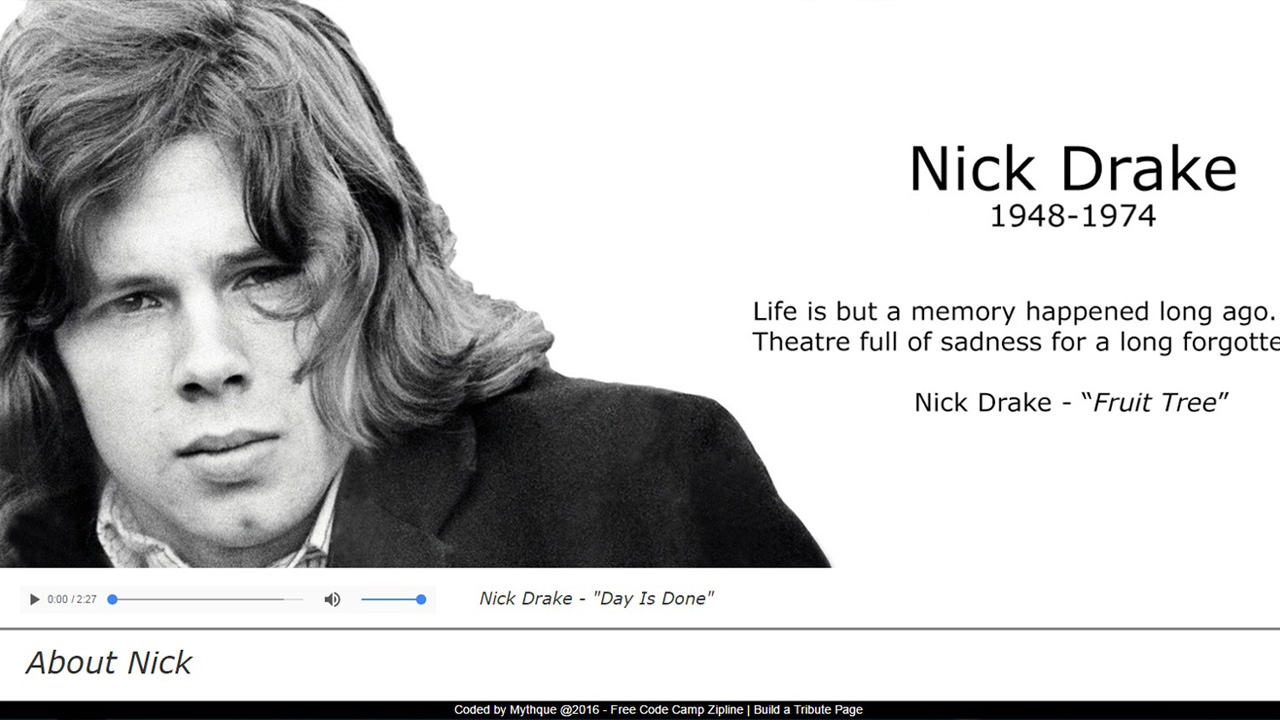 Nick Drake
1948-1974
Life is but a memory happened long ago.
Theatre full of sadness for a long
Nick Drake - “Fruit Tree”
0:00 / 2:27
Nick Drake - "Day Is Done"
About Nick
Coded by Mythque @2016 - Free Code Camp Zipline | Build a Tribute Page